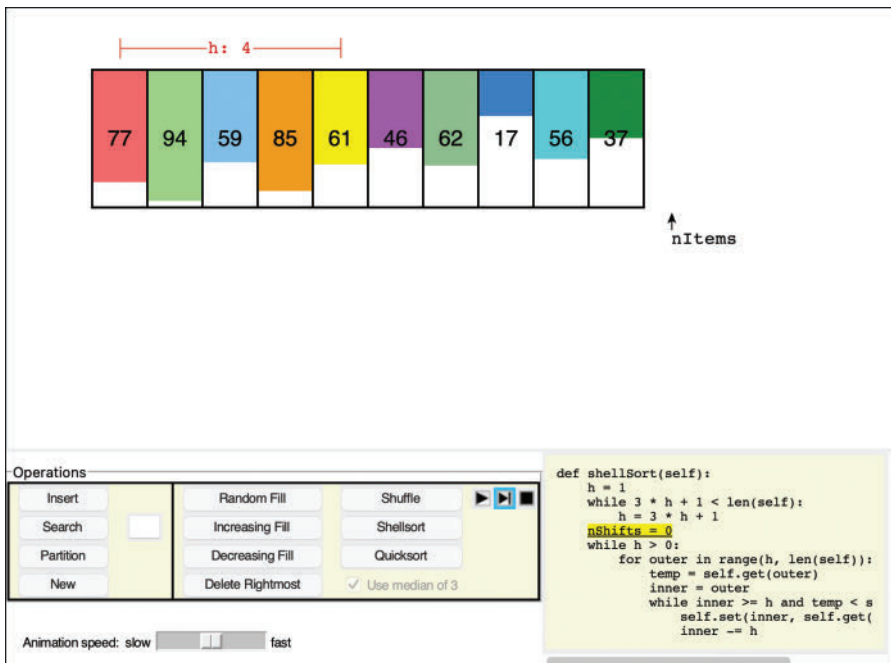 h: 4
77 94 59 85 61 46 62 17 56 37
nItems
Operations
Insert Random Fill Shuffle
Search Increasing Fill Shellsort
Partition Decreasing Fill Quicksort
New Delete Rightmost Use median of 3
Animation speed: slow fast
def shellSort(self):
h = 1
while 3 * h + 1 < len(self):
h = 3 * h + 1
nShifts = 0
while h > 0:
for outer in range(h, len(self)):
temp = self.get(outer)
inner = outer
while inner >= h and temp < s
self.set(inner, self.get(
inner -= h